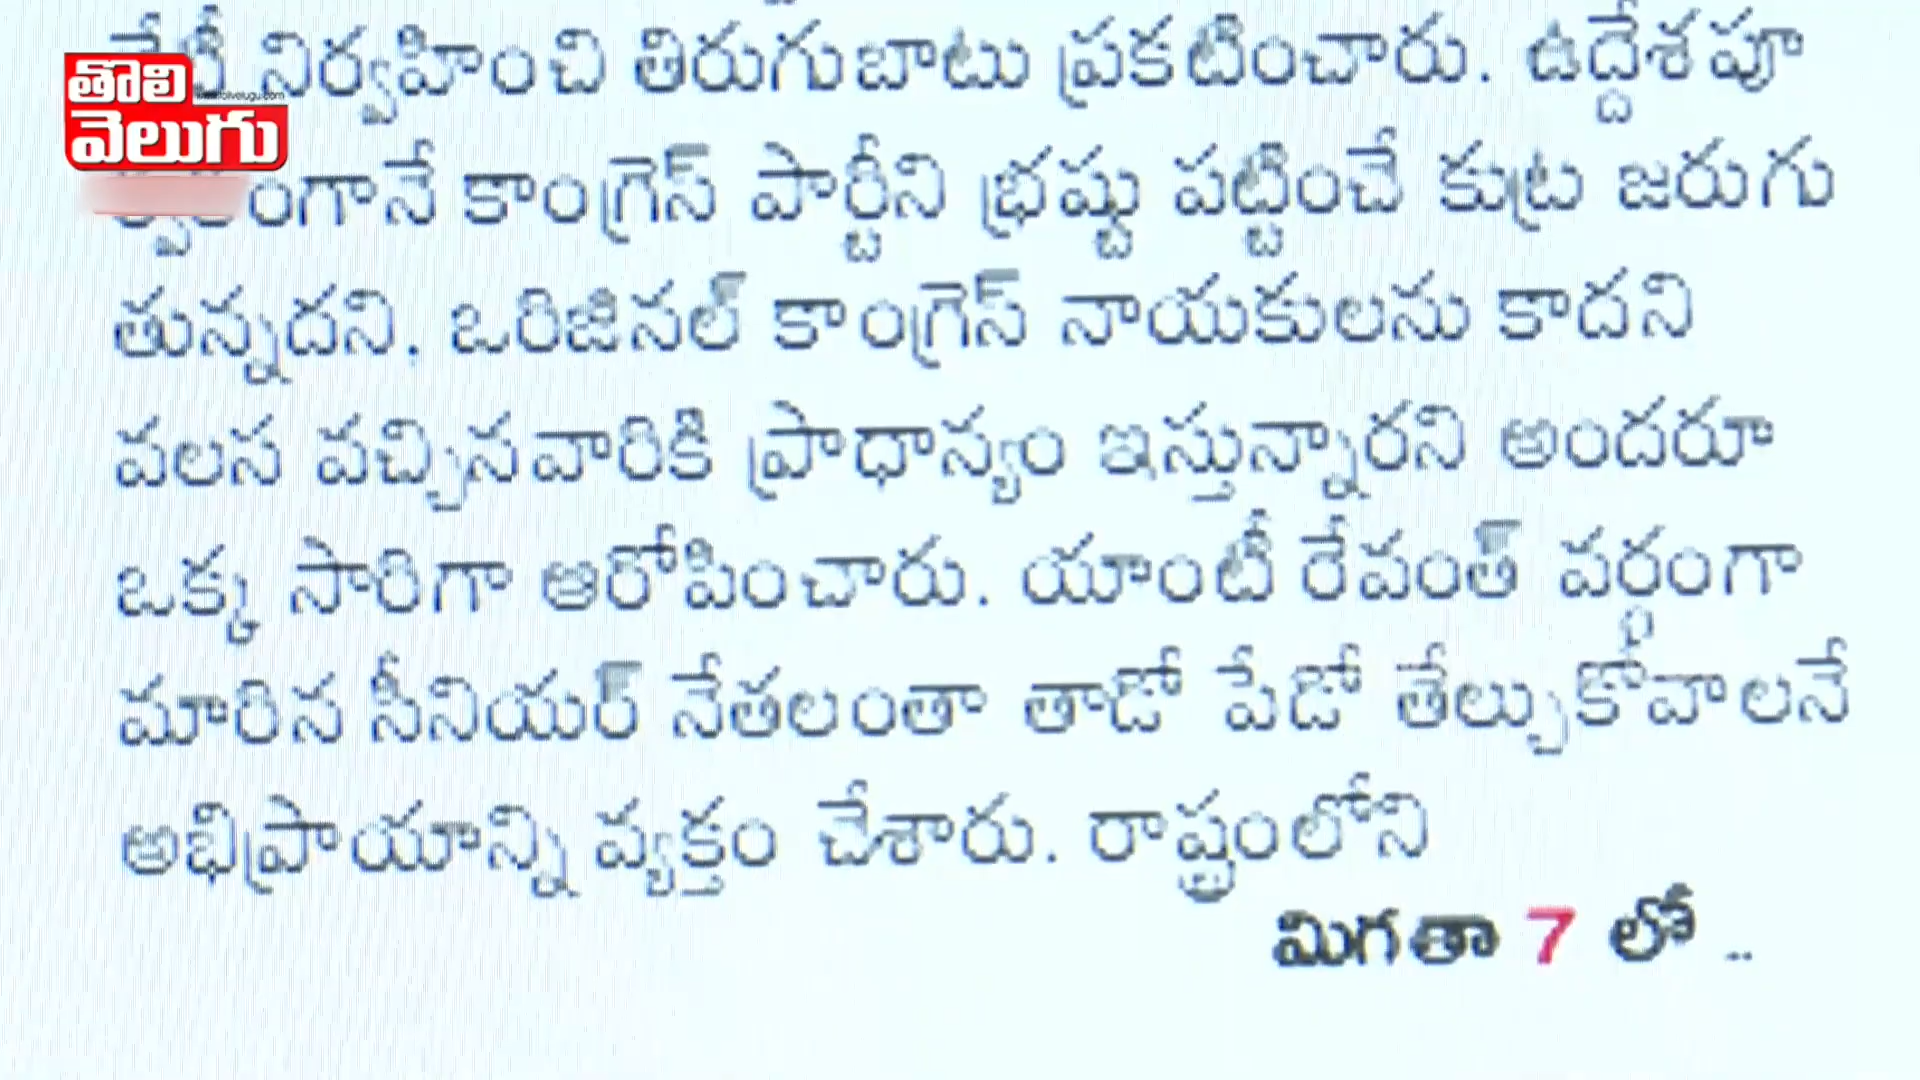 తొలి
వెలుగు
నిర్వహించి తిరుగుబాటు ప్రకటించారు. ఉద్దేశపూ
కాంగ్రెస్ పార్టీని భ్రష్టు పట్టించే కుట్ర జరుగు
తున్నదని, ఒరిజినల్ కాంగ్రెస్ నాయకులను కాదని
వలస వచ్చినవారికి ప్రాధాన్యం ఇస్తున్నారని అందరూ
ఒక్క సారిగా ఆరోపించారు. యాంటీ రేవంత్ వర్గంగా
మారిన సీనియర్ నేతలంతా తాడో పేడో తేల్చుకోవాలనే
అభిప్రాయాన్ని వ్యక్తం చేశారు. రాష్ట్రంలోని
మిగతా 7 లో ..